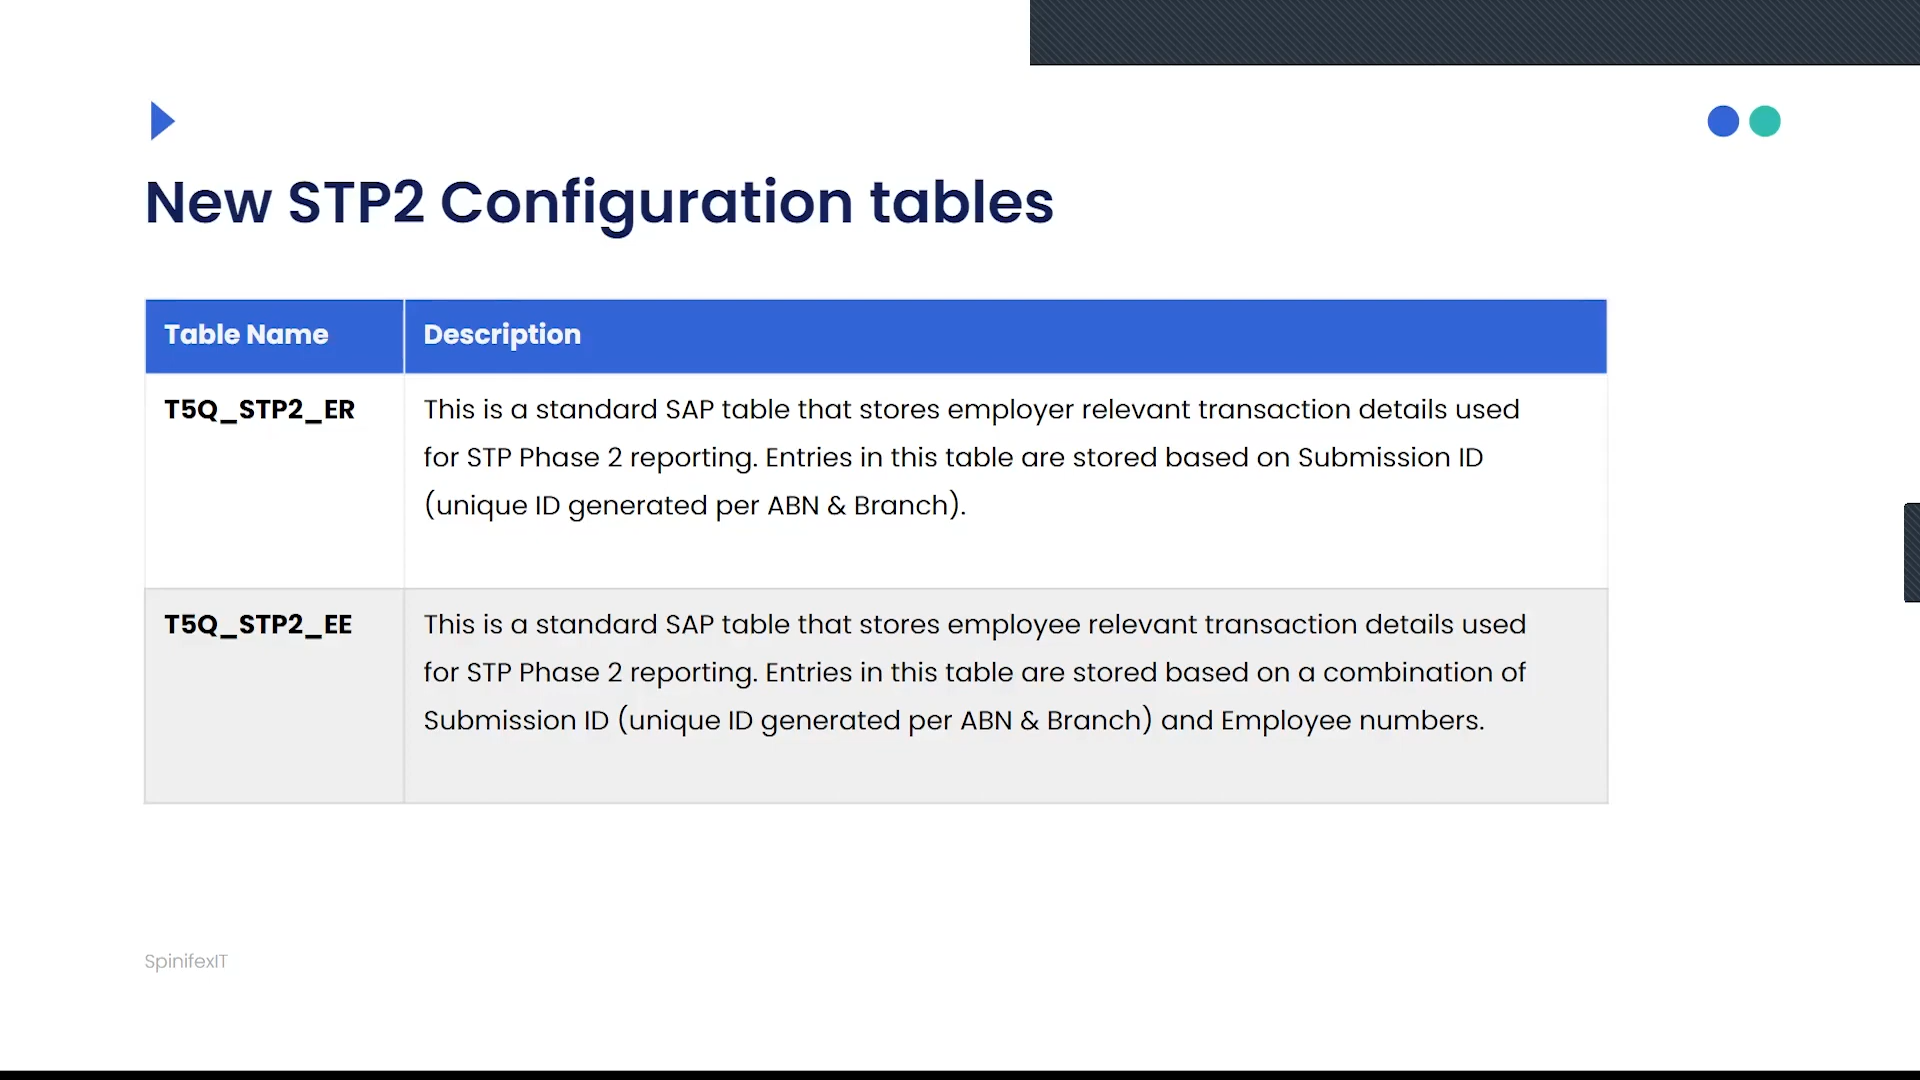 New STP2 Configuration tables
Table Name
Description
T5Q_STP2_ER
This is a standard SAP table that stores employer relevant transaction details used
for STP Phase 2 reporting. Entries in this table are stored based on Submission ID
(unique ID generated per ABN & Branch).
T5Q_STP2_EE
This is a standard SAP table that stores employee relevant transaction details used
for STP Phase 2 reporting. Entries in this table are stored based on a combination of
Submission ID (unique ID generated per ABN & Branch) and Employee numbers.
SpinifexIT